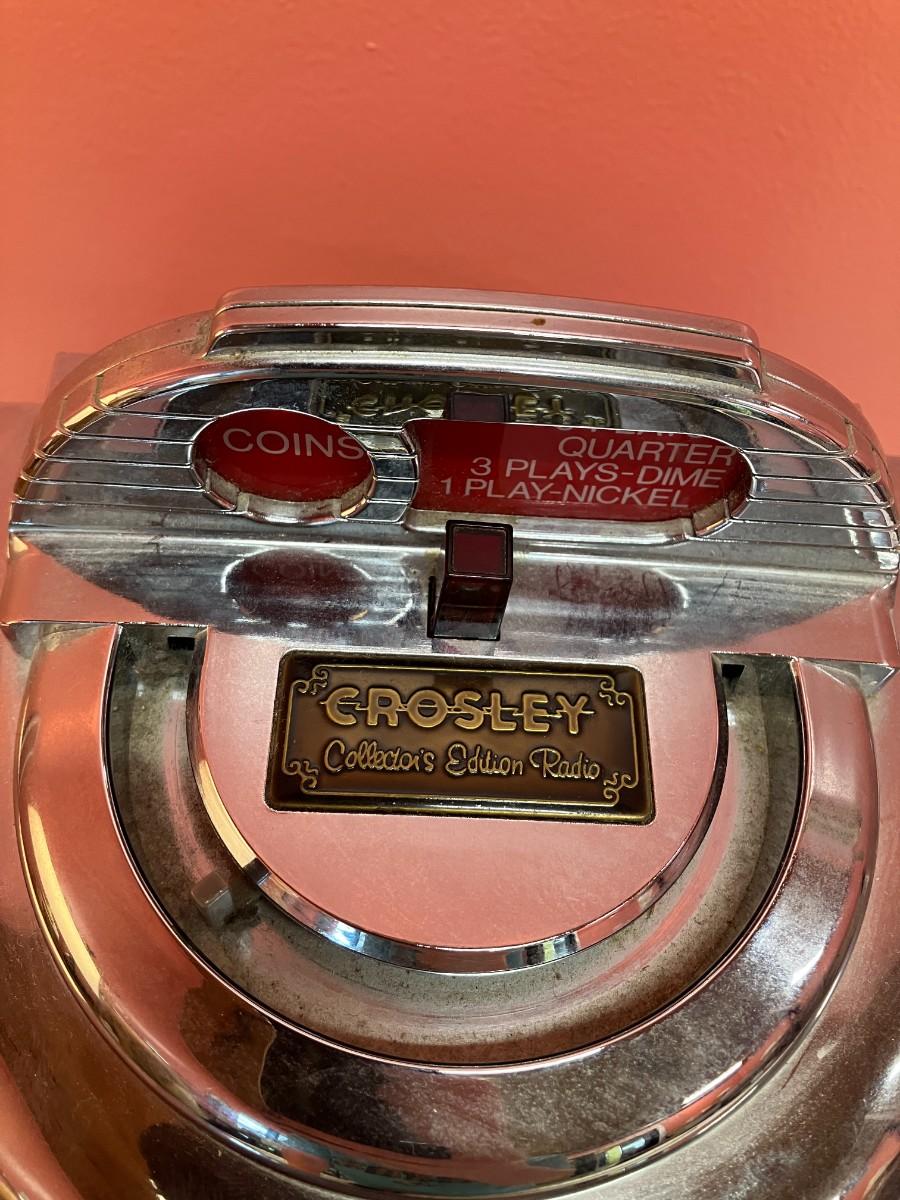 COINS
QUARTER
3 PLAYS-DIME
1 PLAY-NICKEL
CROSLEY
Collector's Edition Radio